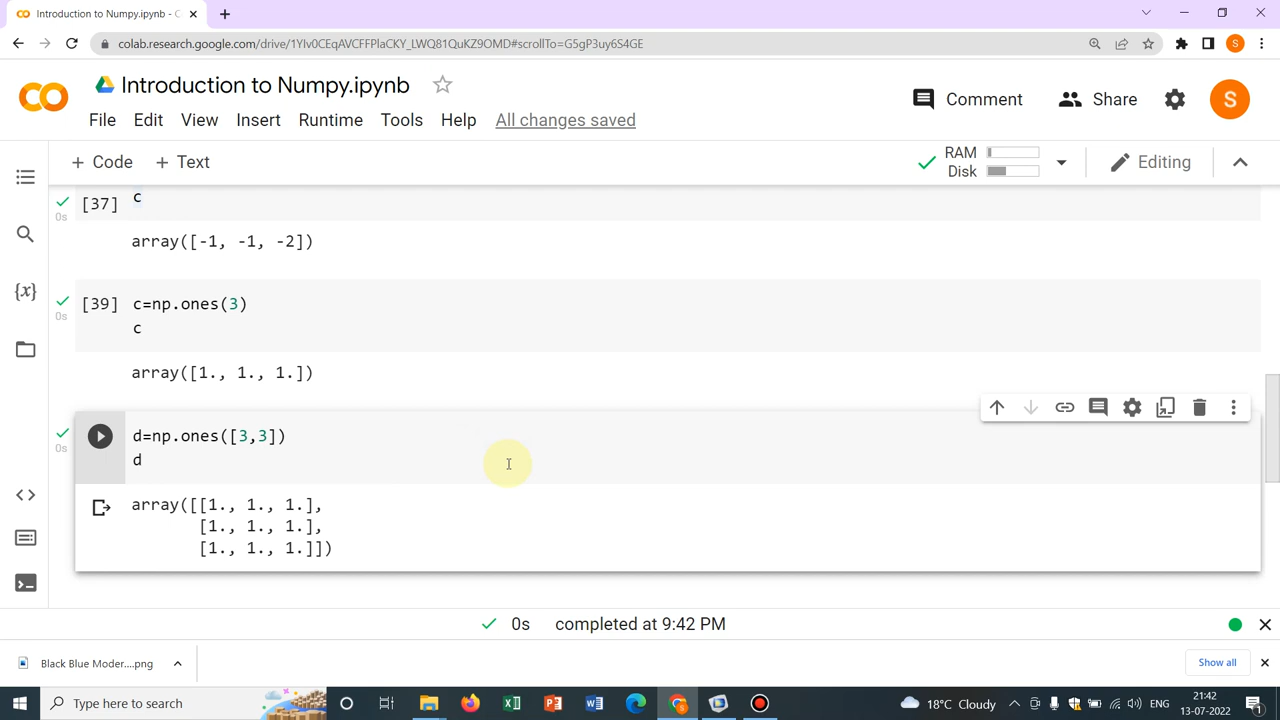 Introduction to Numpy.ipynb - C
colab.research.google.com/drive/1YIv0CEqAVCFFPlaCKY_LWQ81QuKZ9OMD#scrollTo=G5gP3uy6S4GE
S
CO
Introduction to Numpy.ipynb
Comment
Share
S
File Edit View Insert Runtime Tools Help All changes saved
+ Code + Text
RAM
Disk
Editing
[37] c
0s
array([-1, -1, -2])
[39] c=np.ones(3)
0s
c
array([1., 1., 1.])
d=np.ones([3,3])
0s
d
array([[1., 1., 1.],
[1., 1., 1.],
[1., 1., 1.]])
{x}
0s completed at 9:42 PM
Black Blue Moder....png
Show all
Type here to search
18°C Cloudy
21:42
13-07-2022
1